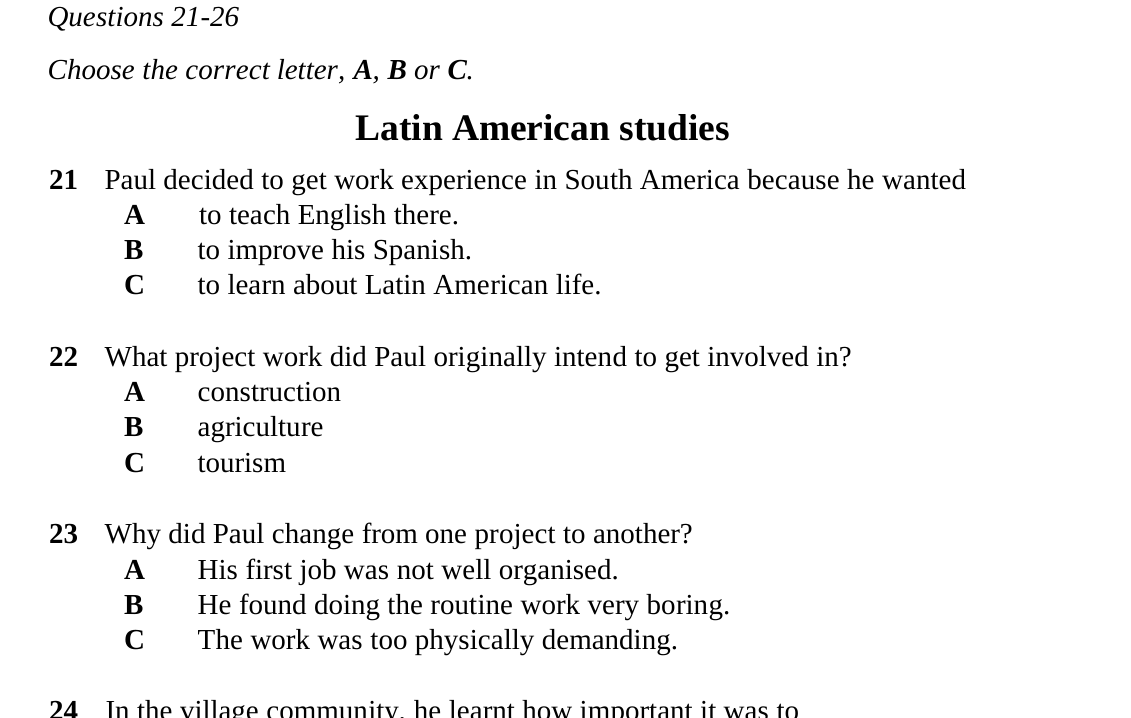 Questions 21-26
Choose the correct letter, A, B or C.
Latin American studies
21 Paul decided to get work experience in South America because he wanted
A to teach English there.
B to improve his Spanish.
C to learn about Latin American life.
22 What project work did Paul originally intend to get involved in?
A construction
B agriculture
C tourism
23 Why did Paul change from one project to another?
A His first job was not well organised.
B He found doing the routine work very boring.
C The work was too physically demanding.
24 In the village community, he learnt how important it was to